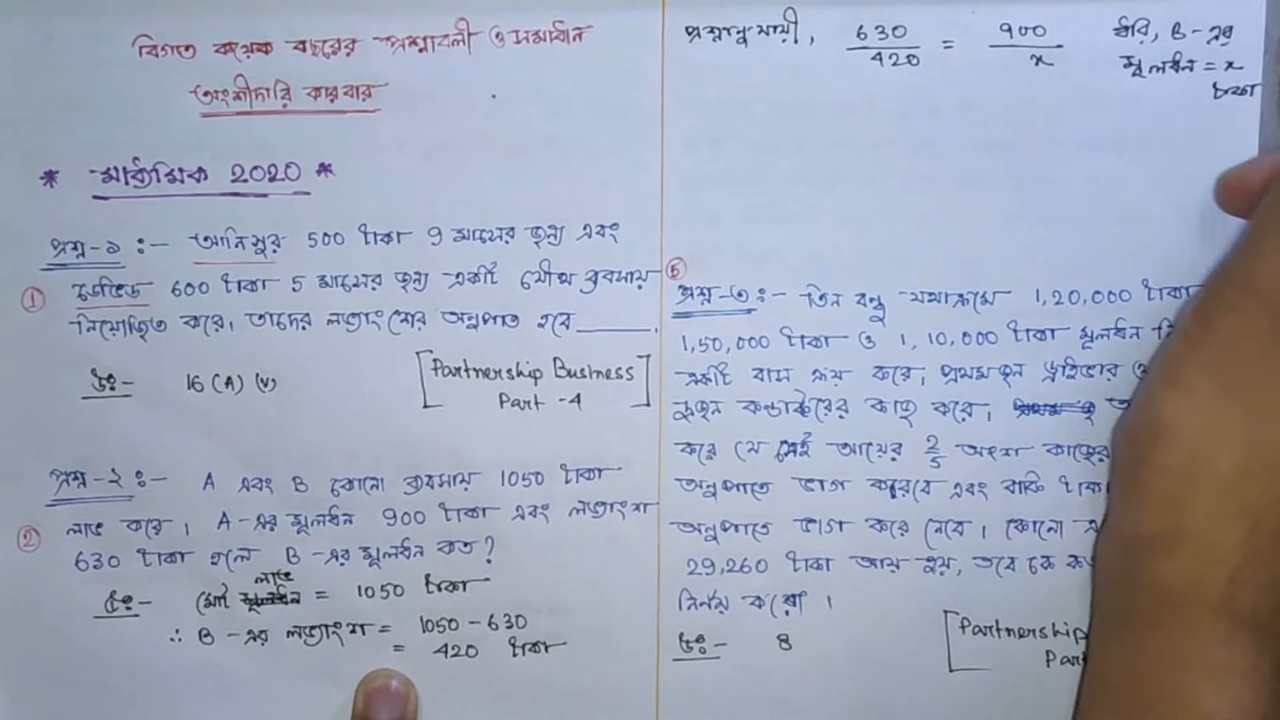 বিগত কয়েক বছরের প্রশ্নাবলী ও সমাধান
অংশীদারি কারবার
* মাধ্যমিক 2020 *
প্রশ্ন-১ :- আনিসুর 500 টাকা 9 মাসের জন্য এবং
① ডেভিড 600 টাকা 5 মাসের জন্য একটি যৌথ ব্যবসায়
নিয়োজিত করে। তাদের লভ্যাংশের অনুপাত হবে ______.
উঃ- 16 (A) (v)
[Partnership Business
Part -4]
প্রশ্ন-২ :- A এবং B কোনো ব্যবসায় 1050 টাকা
② লাভ করে। A-এর মূলধন 900 টাকা এবং লভ্যাংশ
630 টাকা হলে B-এর মূলধন কত?
উঃ- মোট লাভ = 1050 টাকা
∴ B-এর লভ্যাংশ = 1050 - 630
= 420 টাকা
প্রশ্নানুযায়ী, 630/420 = 900/x ধরি, B-এর
মূলধন = x
টাকা
⑤ প্রশ্ন-৩ :- তিন বন্ধু যথাক্রমে 1,20,000 টাকা
1,50,000 টাকা ও 1,10,000 টাকা মূলধন নি
একটি বাস ক্রয় করে। প্রথমজন ড্রাইভার ও
দুজন কন্ডাক্টরের কাজ করে।
করে যে সেই আয়ের 2/5 অংশ কাজের
অনুপাতে ভাগ করবে এবং বাকি টাকা
অনুপাতে ভাগ করে নেবে। কোনো এ
29,260 টাকা আয় হয়, তবে কে ক
নির্ণয় করো।
উঃ- 8
[Partnership
Part